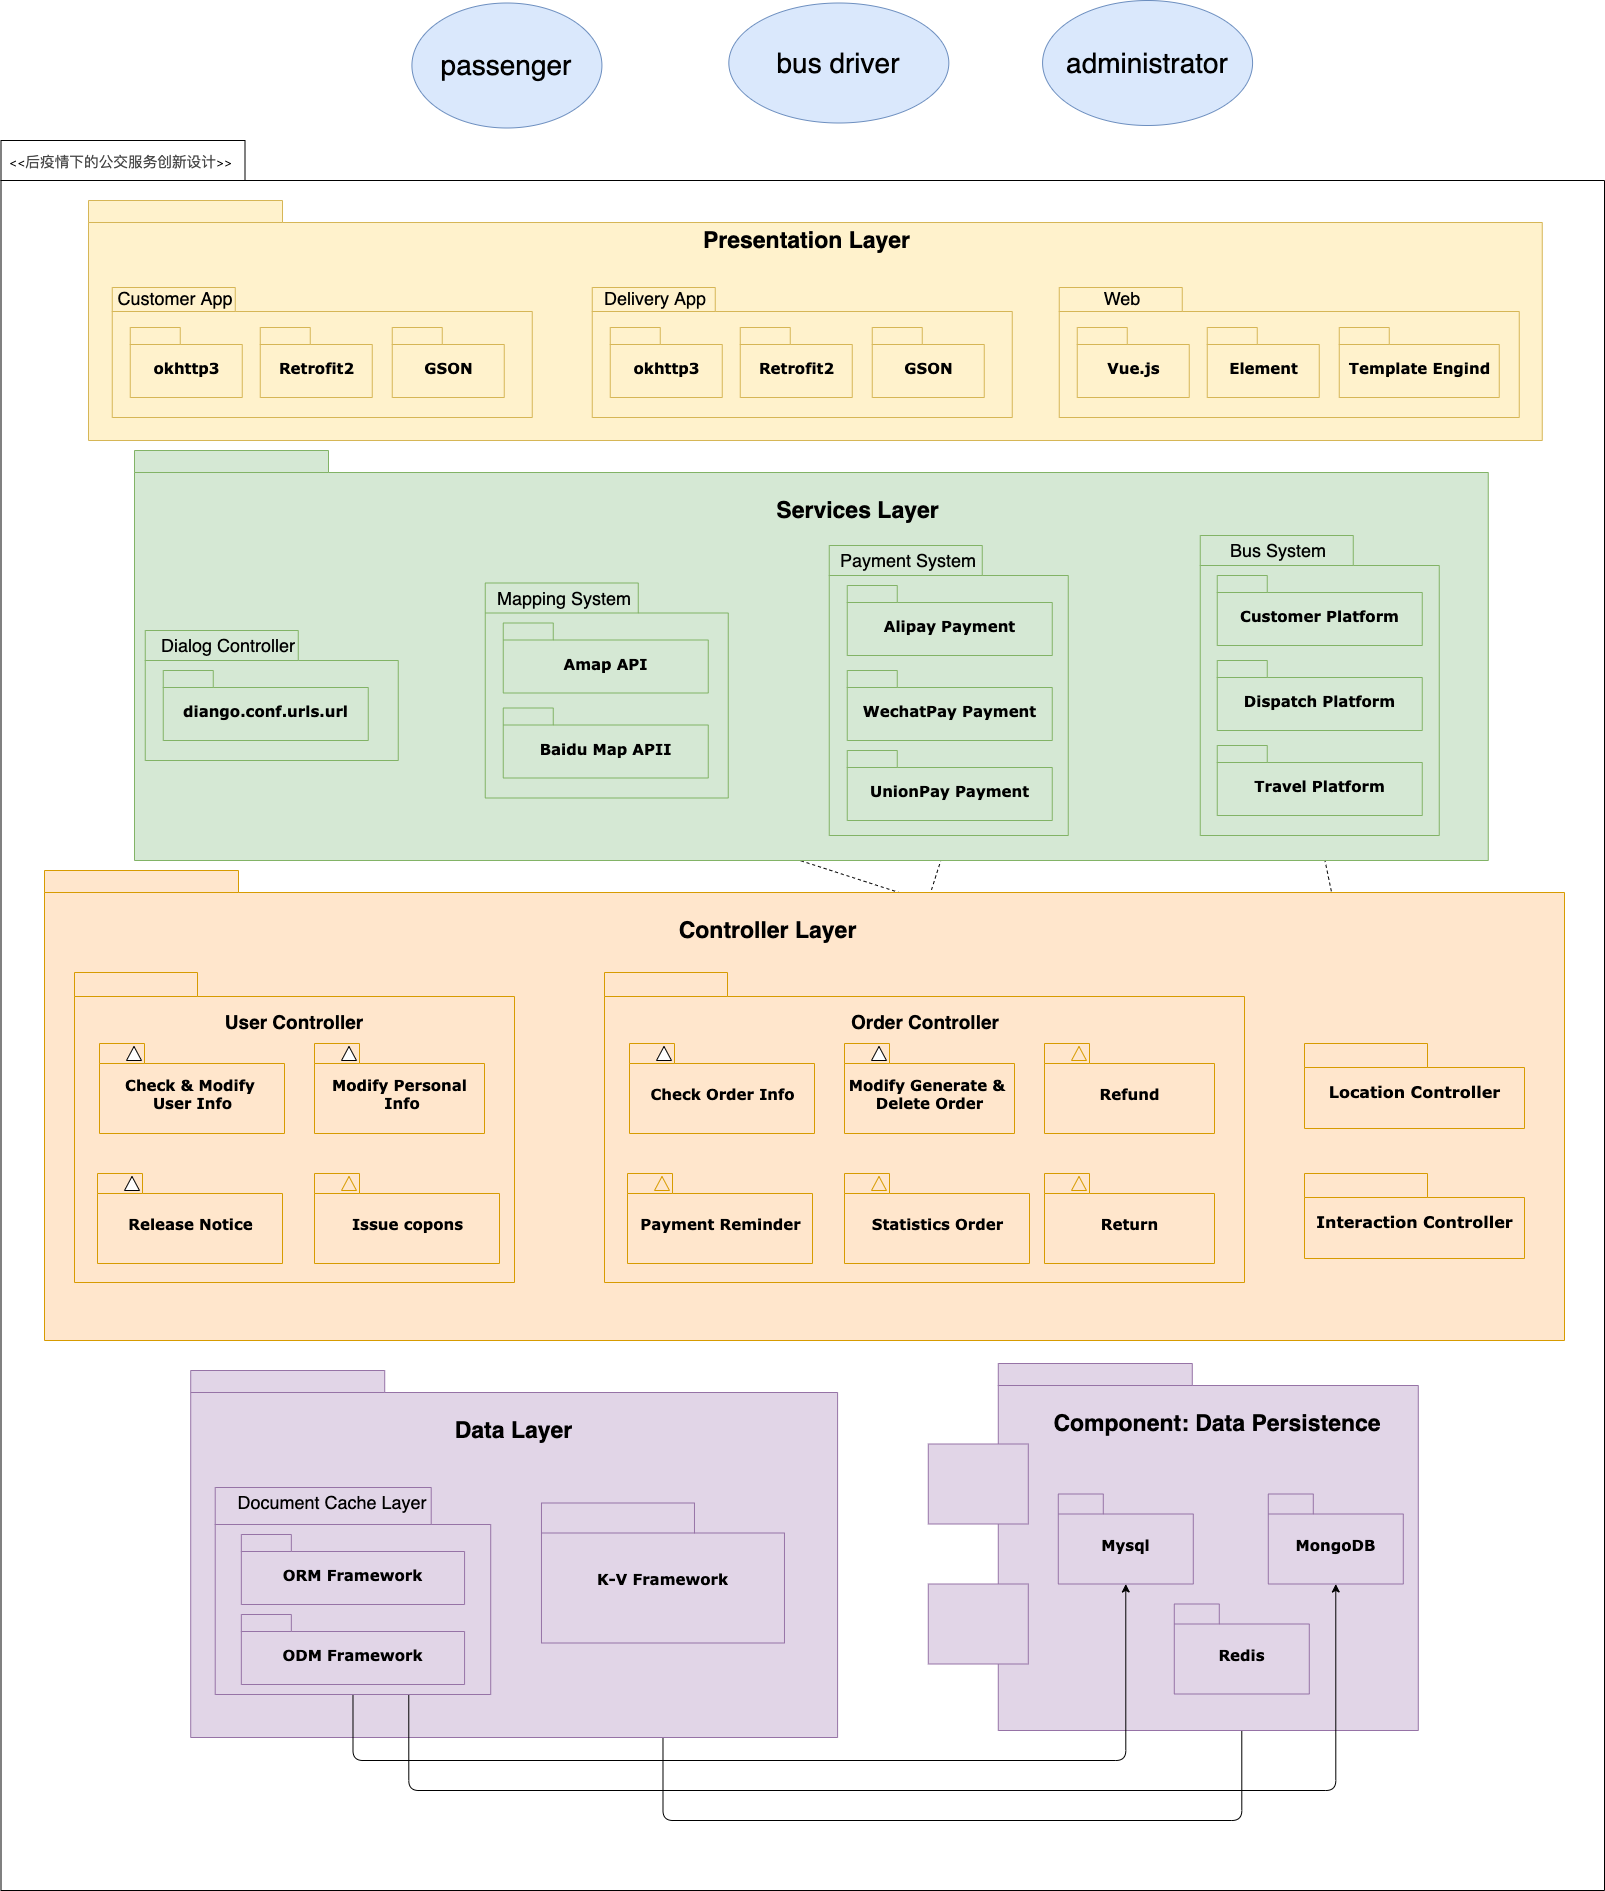 passenger
bus driver
administrator
<<后疫情下的公交服务创新设计>>
Presentation Layer
Customer App
okhttp3
Retrofit2
GSON
Delivery App
okhttp3
Retrofit2
GSON
Web
Vue.js
Element
Template Engind
Services Layer
Dialog Controller
diango.conf.urls.url
Mapping System
Amap API
Baidu Map APII
Payment System
Alipay Payment
WechatPay Payment
UnionPay Payment
Bus System
Customer Platform
Dispatch Platform
Travel Platform
Controller Layer
User Controller
Check & Modify
User Info
Modify Personal
Info
Release Notice
Issue copons
Order Controller
Check Order Info
Modify Generate &
Delete Order
Refund
Payment Reminder
Statistics Order
Return
Location Controller
Interaction Controller
Data Layer
Document Cache Layer
ORM Framework
ODM Framework
K-V Framework
Component: Data Persistence
Mysql
MongoDB
Redis